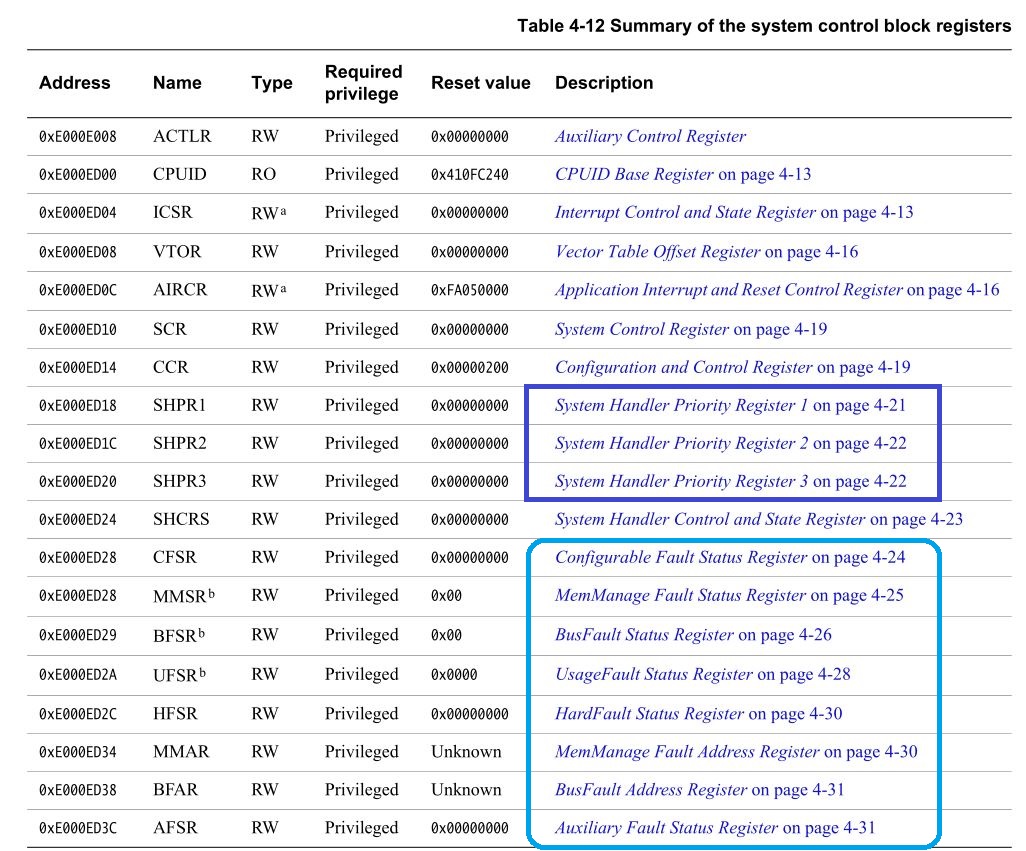 Table 4-12 Summary of the system control block registers
Address Name Type Required privilege Reset value Description
0xE000E008 ACTLR RW Privileged 0x00000000 Auxiliary Control Register
0xE000ED00 CPUID RO Privileged 0x410FC240 CPUID Base Register on page 4-13
0xE000ED04 ICSR RWa Privileged 0x00000000 Interrupt Control and State Register on page 4-13
0xE000ED08 VTOR RW Privileged 0x00000000 Vector Table Offset Register on page 4-16
0xE000ED0C AIRCR RWa Privileged 0xFA050000 Application Interrupt and Reset Control Register on page 4-16
0xE000ED10 SCR RW Privileged 0x00000000 System Control Register on page 4-19
0xE000ED14 CCR RW Privileged 0x00000200 Configuration and Control Register on page 4-19
0xE000ED18 SHPR1 RW Privileged 0x00000000 System Handler Priority Register 1 on page 4-21
0xE000ED1C SHPR2 RW Privileged 0x00000000 System Handler Priority Register 2 on page 4-22
0xE000ED20 SHPR3 RW Privileged 0x00000000 System Handler Priority Register 3 on page 4-22
0xE000ED24 SHCRS RW Privileged 0x00000000 System Handler Control and State Register on page 4-23
0xE000ED28 CFSR RW Privileged 0x00000000 Configurable Fault Status Register on page 4-24
0xE000ED28 MMSRb RW Privileged 0x00 MemManage Fault Status Register on page 4-25
0xE000ED29 BFSRb RW Privileged 0x00 BusFault Status Register on page 4-26
0xE000ED2A UFSRb RW Privileged 0x0000 UsageFault Status Register on page 4-28
0xE000ED2C HFSR RW Privileged 0x00000000 HardFault Status Register on page 4-30
0xE000ED34 MMAR RW Privileged Unknown MemManage Fault Address Register on page 4-30
0xE000ED38 BFAR RW Privileged Unknown BusFault Address Register on page 4-31
0xE000ED3C AFSR RW Privileged 0x00000000 Auxiliary Fault Status Register on page 4-31